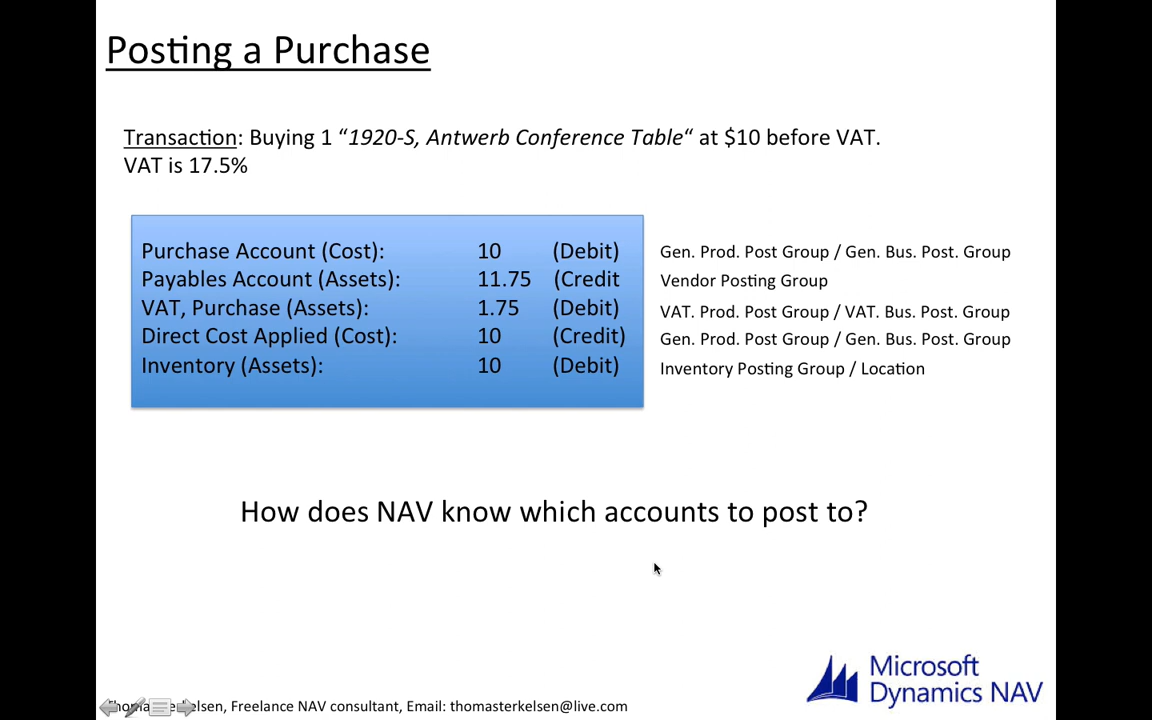 Posting a Purchase
Transaction: Buying 1 “1920-S, Antwerb Conference Table“ at $10 before VAT.
VAT is 17.5%
Purchase Account (Cost): 10 (Debit) Gen. Prod. Post Group / Gen. Bus. Post. Group
Payables Account (Assets): 11.75 (Credit Vendor Posting Group
VAT, Purchase (Assets): 1.75 (Debit) VAT. Prod. Post Group / VAT. Bus. Post. Group
Direct Cost Applied (Cost): 10 (Credit) Gen. Prod. Post Group / Gen. Bus. Post. Group
Inventory (Assets): 10 (Debit) Inventory Posting Group / Location
How does NAV know which accounts to post to?
Microsoft
Dynamics NAV
Freelance NAV consultant, Email: thomasterkelsen@live.com